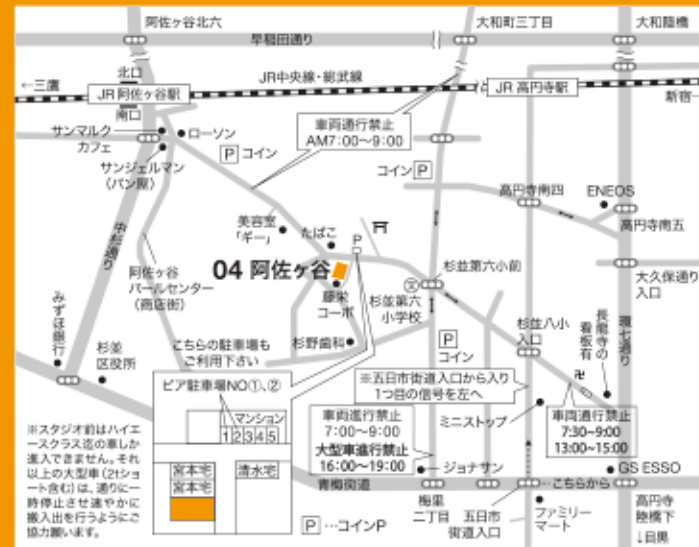 阿佐ヶ谷北六
大和町三丁目
大和陸橋
早稲田通り
←三鷹
北口
JR阿佐ヶ谷駅
南口
JR中央線・総武線
JR 高円寺駅
新宿→
サンマルク
カフェ
ローソン
サンジェルマン
(パン屋)
P コイン
車両通行禁止
AM7:00〜9:00
コイン P
高円寺南四
ENEOS
高円寺南五
中杉通り
美容室
「ギー」
たばこ
P
04 阿佐ヶ谷
藤栄
コーポ
阿佐ヶ谷
パールセンター
(商店街)
文
杉並第六小前
杉並第六
小学校
大久保通り
入口
環七通り
みずほ銀行
杉並
区役所
こちらの駐車場も
ご利用下さい
杉野歯科
P
コイン
杉並八小
入口
長龍寺の
看板有
ピア駐車場NO①、②
マンション
1 2 3 4 5
宮本宅
宮本宅
清水宅
※五日市街道入口から入り
1つ目の信号を左へ
ミニストップ
車両進行禁止
7:00〜9:00
大型車進行禁止
16:00〜19:00
車両通行禁止
7:30〜9:00
13:00〜15:00
※スタジオ前はハイエ
ースクラス迄の車しか
進入できません。それ
以上の大型車(2tショ
ート含む)は、通りに一
時停止させ速やかに
搬入出を行うようにご
協力願います。
ジョナサン
GS ESSO
青梅街道
…こちらから
梅里
二丁目
五日市
街道入口
ファミリー
マート
高円寺
陸橋下
↓目黒
P …コインP